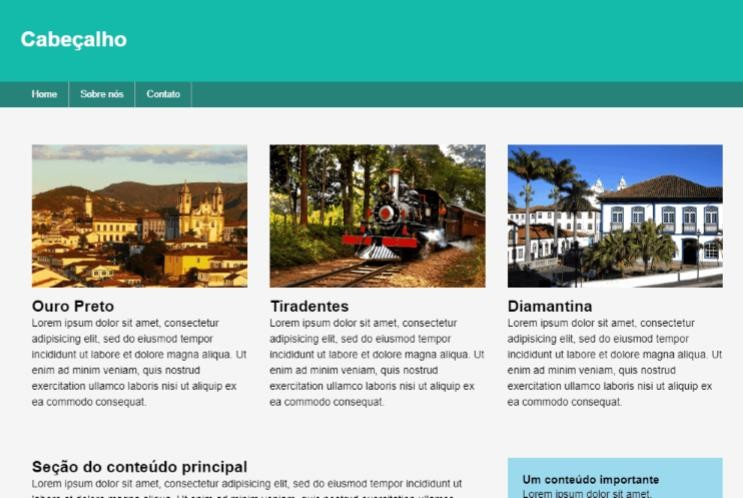 Cabeçalho
Home
Sobre nós
Contato
Ouro Preto
Lorem ipsum dolor sit amet, consectetur
adipisicing elit, sed do eiusmod tempor
incididunt ut labore et dolore magna aliqua. Ut
enim ad minim veniam, quis nostrud
exercitation ullamco laboris nisi ut aliquip ex
ea commodo consequat.
Tiradentes
Lorem ipsum dolor sit amet, consectetur
adipisicing elit, sed do eiusmod tempor
incididunt ut labore et dolore magna aliqua. Ut
enim ad minim veniam, quis nostrud
exercitation ullamco laboris nisi ut aliquip ex
ea commodo consequat.
Diamantina
Lorem ipsum dolor sit amet, consectetur
adipisicing elit, sed do eiusmod tempor
incididunt ut labore et dolore magna aliqua. Ut
enim ad minim veniam, quis nostrud
exercitation ullamco laboris nisi ut aliquip ex
ea commodo consequat.
Seção do conteúdo principal
Lorem ipsum dolor sit amet, consectetur adipisicing elit, sed do eiusmod tempor incididunt ut
Um conteúdo importante
Lorem ipsum dolor sit amet,